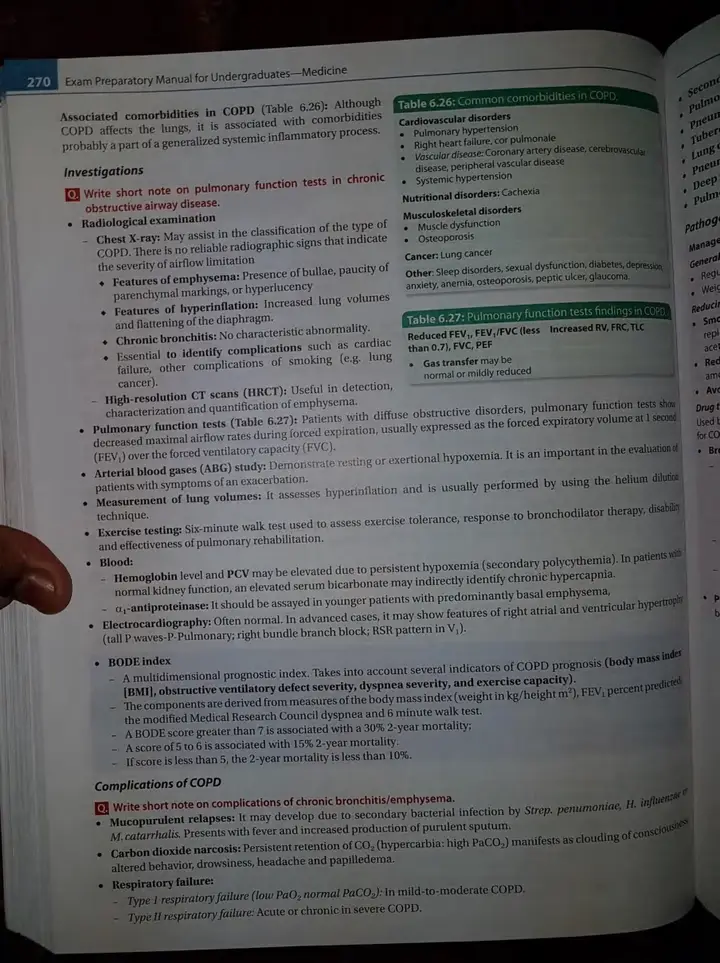 270 Exam Preparatory Manual for Undergraduates—Medicine
Associated comorbidities in COPD (Table 6.26): Although
COPD affects the lungs, it is associated with comorbidities
probably a part of a generalized systemic inflammatory process.
Investigations
Q. Write short note on pulmonary function tests in chronic
obstructive airway disease.
• Radiological examination
– Chest X-ray: May assist in the classification of the type of
COPD. There is no reliable radiographic signs that indicate
the severity of airflow limitation
◆ Features of emphysema: Presence of bullae, paucity of
parenchymal markings, or hyperlucency
◆ Features of hyperinflation: Increased lung volumes
and flattening of the diaphragm.
◆ Chronic bronchitis: No characteristic abnormality.
◆ Essential to identify complications such as cardiac
failure, other complications of smoking (e.g. lung
cancer).
– High-resolution CT scans (HRCT): Useful in detection,
characterization and quantification of emphysema.
Table 6.26: Common comorbidities in COPD.
Cardiovascular disorders
• Pulmonary hypertension
• Right heart failure, cor pulmonale
• Vascular disease: Coronary artery disease, cerebrovascular
disease, peripheral vascular disease
• Systemic hypertension
Nutritional disorders: Cachexia
Musculoskeletal disorders
• Muscle dysfunction
• Osteoporosis
Cancer: Lung cancer
Other: Sleep disorders, sexual dysfunction, diabetes, depression
anxiety, anemia, osteoporosis, peptic ulcer, glaucoma.
Table 6.27: Pulmonary function tests findings in COPD
Reduced FEV₁, FEV₁/FVC (less
than 0.7), FVC, PEF
• Gas transfer may be
normal or mildly reduced
Increased RV, FRC, TLC
• Pulmonary function tests (Table 6.27): Patients with diffuse obstructive disorders, pulmonary function tests show
decreased maximal airflow rates during forced expiration, usually expressed as the forced expiratory volume at 1 second
(FEV₁) over the forced ventilatory capacity (FVC).
• Arterial blood gases (ABG) study: Demonstrate resting or exertional hypoxemia. It is an important in the evaluation of
patients with symptoms of an exacerbation.
• Measurement of lung volumes: It assesses hyperinflation and is usually performed by using the helium dilution
technique.
• Exercise testing: Six-minute walk test used to assess exercise tolerance, response to bronchodilator therapy, disability
and effectiveness of pulmonary rehabilitation.
• Blood:
– Hemoglobin level and PCV may be elevated due to persistent hypoxemia (secondary polycythemia). In patients with
normal kidney function, an elevated serum bicarbonate may indirectly identify chronic hypercapnia.
– α₁-antiproteinase: It should be assayed in younger patients with predominantly basal emphysema,
• Electrocardiography: Often normal. In advanced cases, it may show features of right atrial and ventricular hypertrophy
(tall P waves-P-Pulmonary; right bundle branch block; RSR pattern in V₁).
• BODE index
– A multidimensional prognostic index. Takes into account several indicators of COPD prognosis (body mass index
[BMI], obstructive ventilatory defect severity, dyspnea severity, and exercise capacity).
– The components are derived from measures of the body mass index (weight in kg/height m²), FEV₁ percent predicted,
the modified Medical Research Council dyspnea and 6 minute walk test.
– A BODE score greater than 7 is associated with a 30% 2-year mortality;
– A score of 5 to 6 is associated with 15% 2-year mortality.
– If score is less than 5, the 2-year mortality is less than 10%.
Complications of COPD
Q. Write short note on complications of chronic bronchitis/emphysema.
• Mucopurulent relapses: It may develop due to secondary bacterial infection by Strep. penumoniae, H. influenzae or
M. catarrhalis. Presents with fever and increased production of purulent sputum.
• Carbon dioxide narcosis: Persistent retention of CO₂ (hypercarbia: high PaCO₂) manifests as clouding of consciousness
altered behavior, drowsiness, headache and papilledema.
• Respiratory failure:
– Type I respiratory failure (low PaO₂ normal PaCO₂): In mild-to-moderate COPD.
– Type II respiratory failure: Acute or chronic in severe COPD.